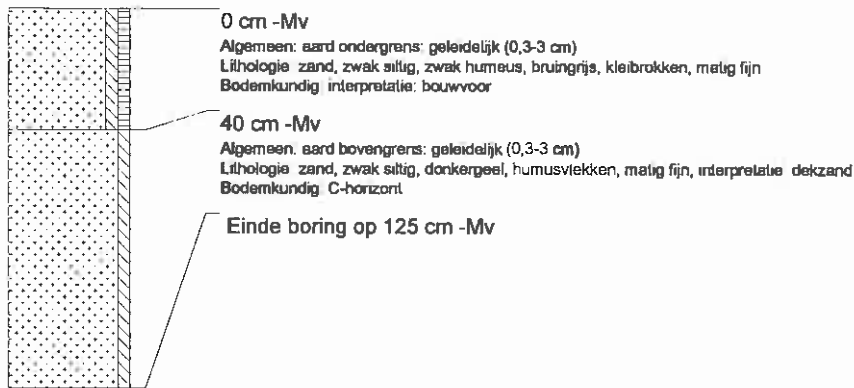 0 cm -Mv
Algemeen: aard ondergrens: geleidelijk (0,3-3 cm)
Lithologie zand, zwak siltig, zwak humeus, bruingrijs, kleibrokken, matig fijn
Bodemkundig interpretatie: bouwvoor
40 cm -Mv
Algemeen. aard bovengrens: geleidelijk (0,3-3 cm)
Lithologie zand, zwak siltig, donkergeel, humusvlekken, matig fijn, interpretatie dekzand
Bodemkundig C-horizont
Einde boring op 125 cm -Mv